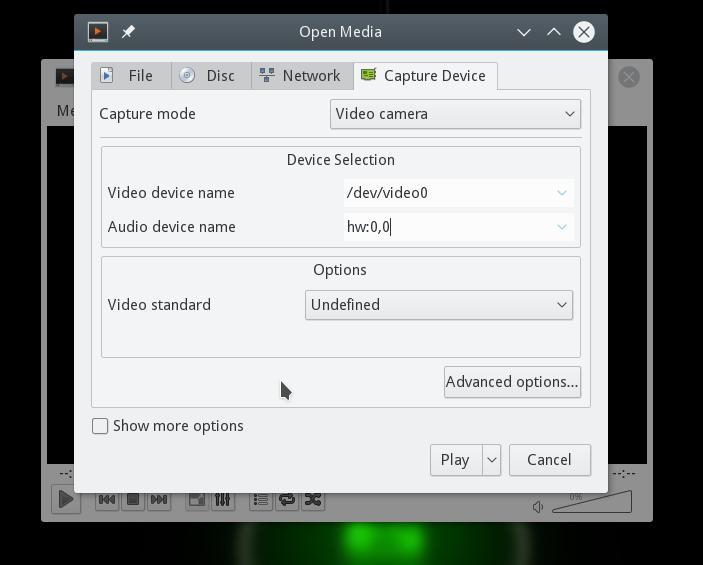 Open Media
File Disc Network Capture Device
Me
Capture mode Video camera
Device Selection
Video device name /dev/video0
Audio device name hw:0,0
Options
Video standard Undefined
Advanced options...
Show more options
Play Cancel
--: --:--
0%